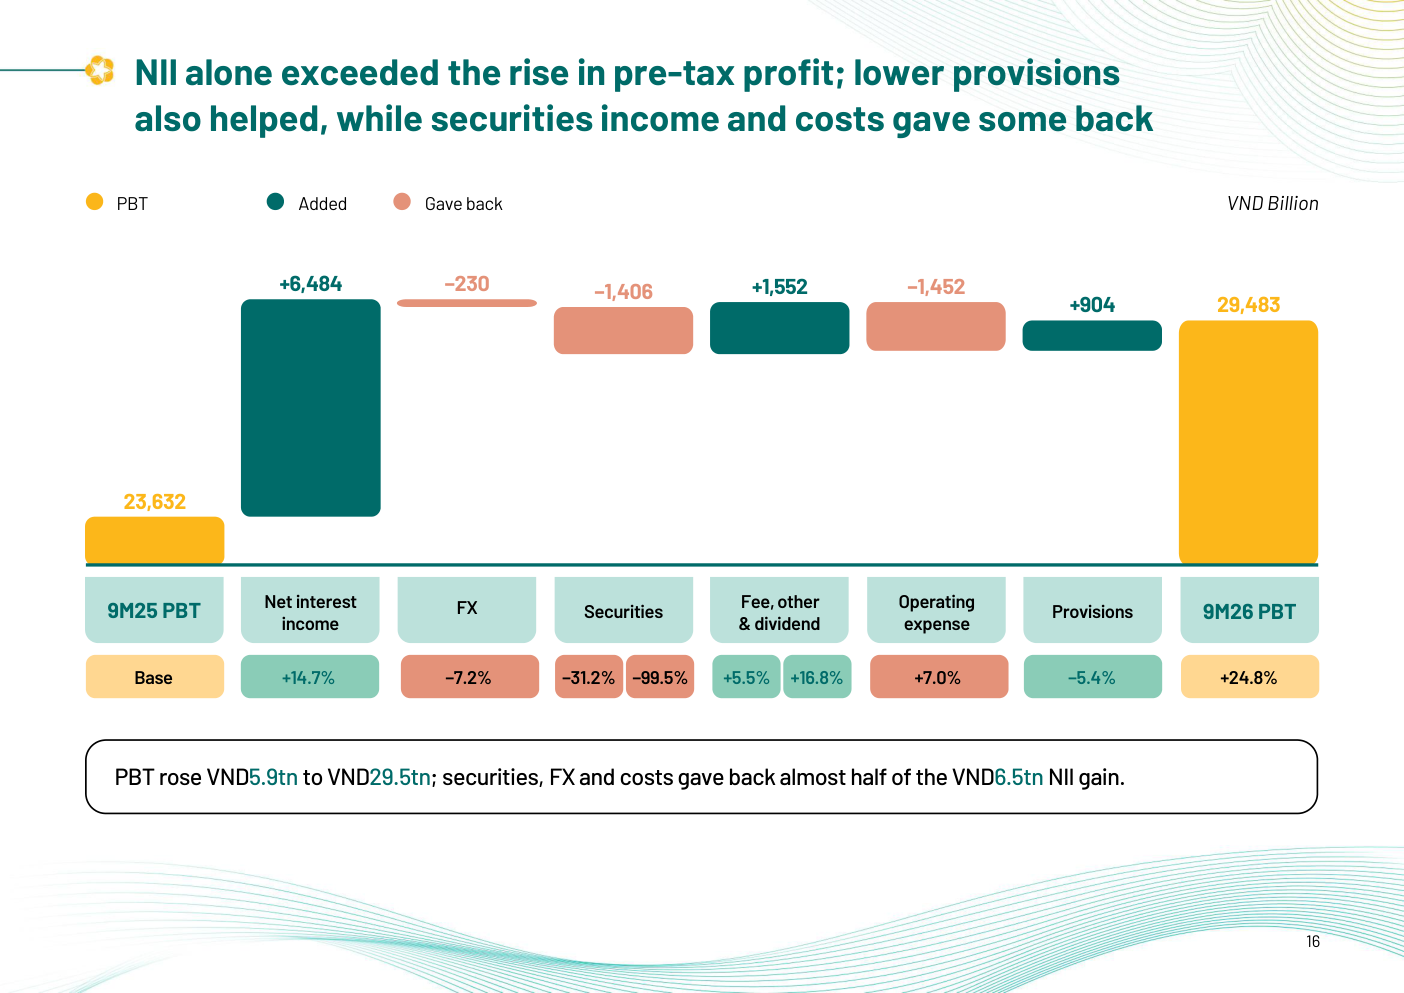 NII alone exceeded the rise in pre-tax profit; lower provisions
also helped, while securities income and costs gave some back
PBT
Added
Gave back
VND Billion
23,632
+6,484
–230
–1,406
+1,552
–1,452
+904
29,483
9M25 PBT
Net interest
income
FX
Securities
Fee, other
& dividend
Operating
expense
Provisions
9M26 PBT
Base
+14.7%
–7.2%
–31.2%
–99.5%
+5.5%
+16.8%
+7.0%
–5.4%
+24.8%
PBT rose VND5.9tn to VND29.5tn; securities, FX and costs gave back almost half of the VND6.5tn NII gain.
16